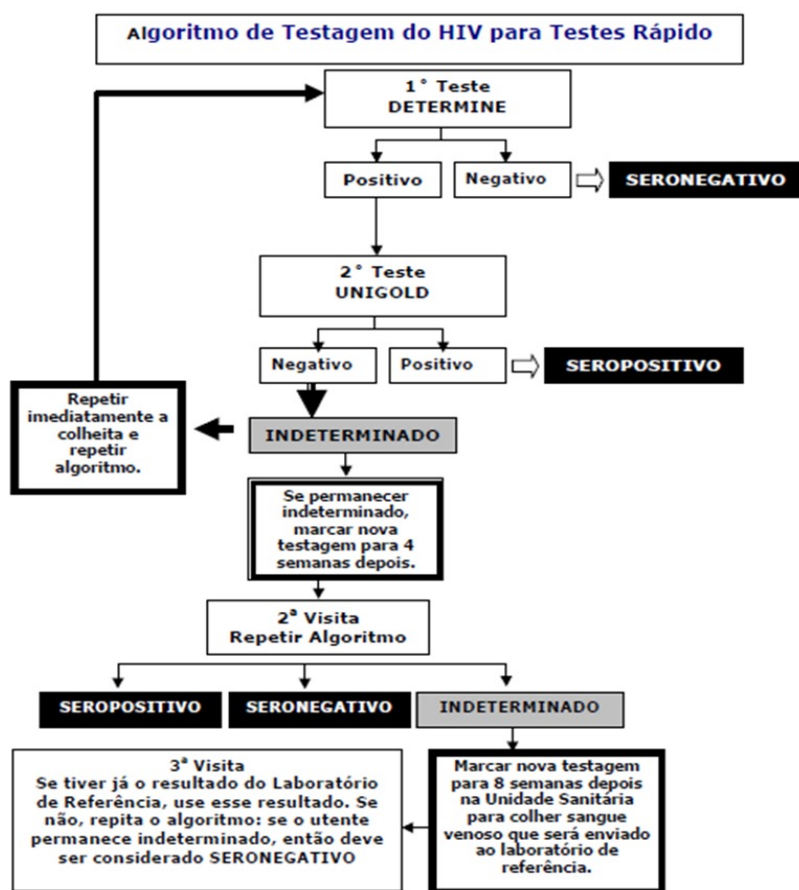 Algoritmo de Testagem do HIV para Testes Rápido
1° Teste
DETERMINE
Positivo
Negativo
SERONEGATIVO
2° Teste
UNIGOLD
Negativo
Positivo
SEROPOSITIVO
Repetir
imediatamente a
colheita e
repetir
algoritmo.
INDETERMINADO
Se permanecer
indeterminado,
marcar nova
testagem para 4
semanas depois.
2ª Visita
Repetir Algoritmo
SEROPOSITIVO
SERONEGATIVO
INDETERMINADO
3ª Visita
Se tiver já o resultado do Laboratório
de Referência, use esse resultado. Se
não, repita o algoritmo: se o utente
permanece indeterminado, então deve
ser considerado SERONEGATIVO
Marcar nova testagem
para 8 semanas depois
na Unidade Sanitária
para colher sangue
venoso que será enviado
ao laboratório de
referência.